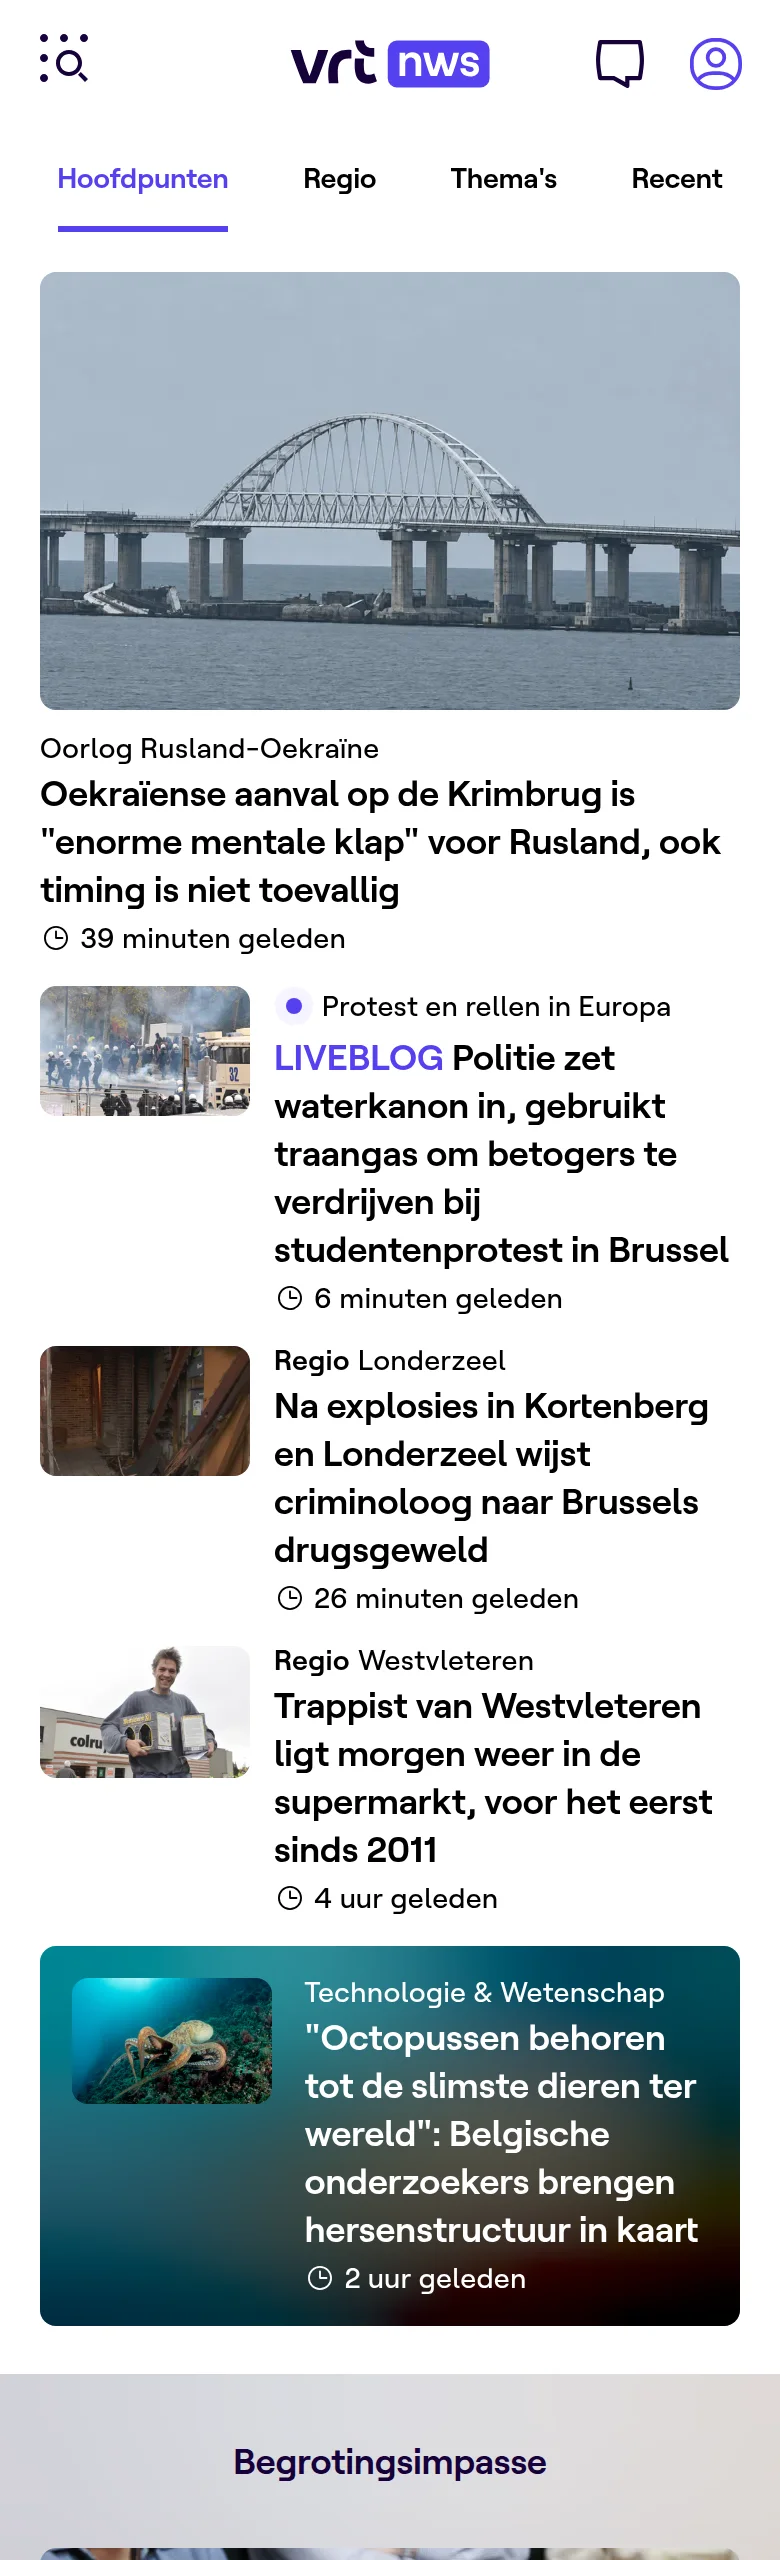 vrt nws
Hoofdpunten Regio Thema's Recent
Oorlog Rusland-Oekraïne
Oekraïense aanval op de Krimbrug is
"enorme mentale klap" voor Rusland, ook
timing is niet toevallig
39 minuten geleden
32
Protest en rellen in Europa
LIVEBLOG Politie zet
waterkanon in, gebruikt
traangas om betogers te
verdrijven bij
studentenprotest in Brussel
6 minuten geleden
Regio Londerzeel
Na explosies in Kortenberg
en Londerzeel wijst
criminoloog naar Brussels
drugsgeweld
26 minuten geleden
colru
Regio Westvleteren
Trappist van Westvleteren
ligt morgen weer in de
supermarkt, voor het eerst
sinds 2011
4 uur geleden
Technologie & Wetenschap
"Octopussen behoren
tot de slimste dieren ter
wereld": Belgische
onderzoekers brengen
hersenstructuur in kaart
2 uur geleden
Begrotingsimpasse